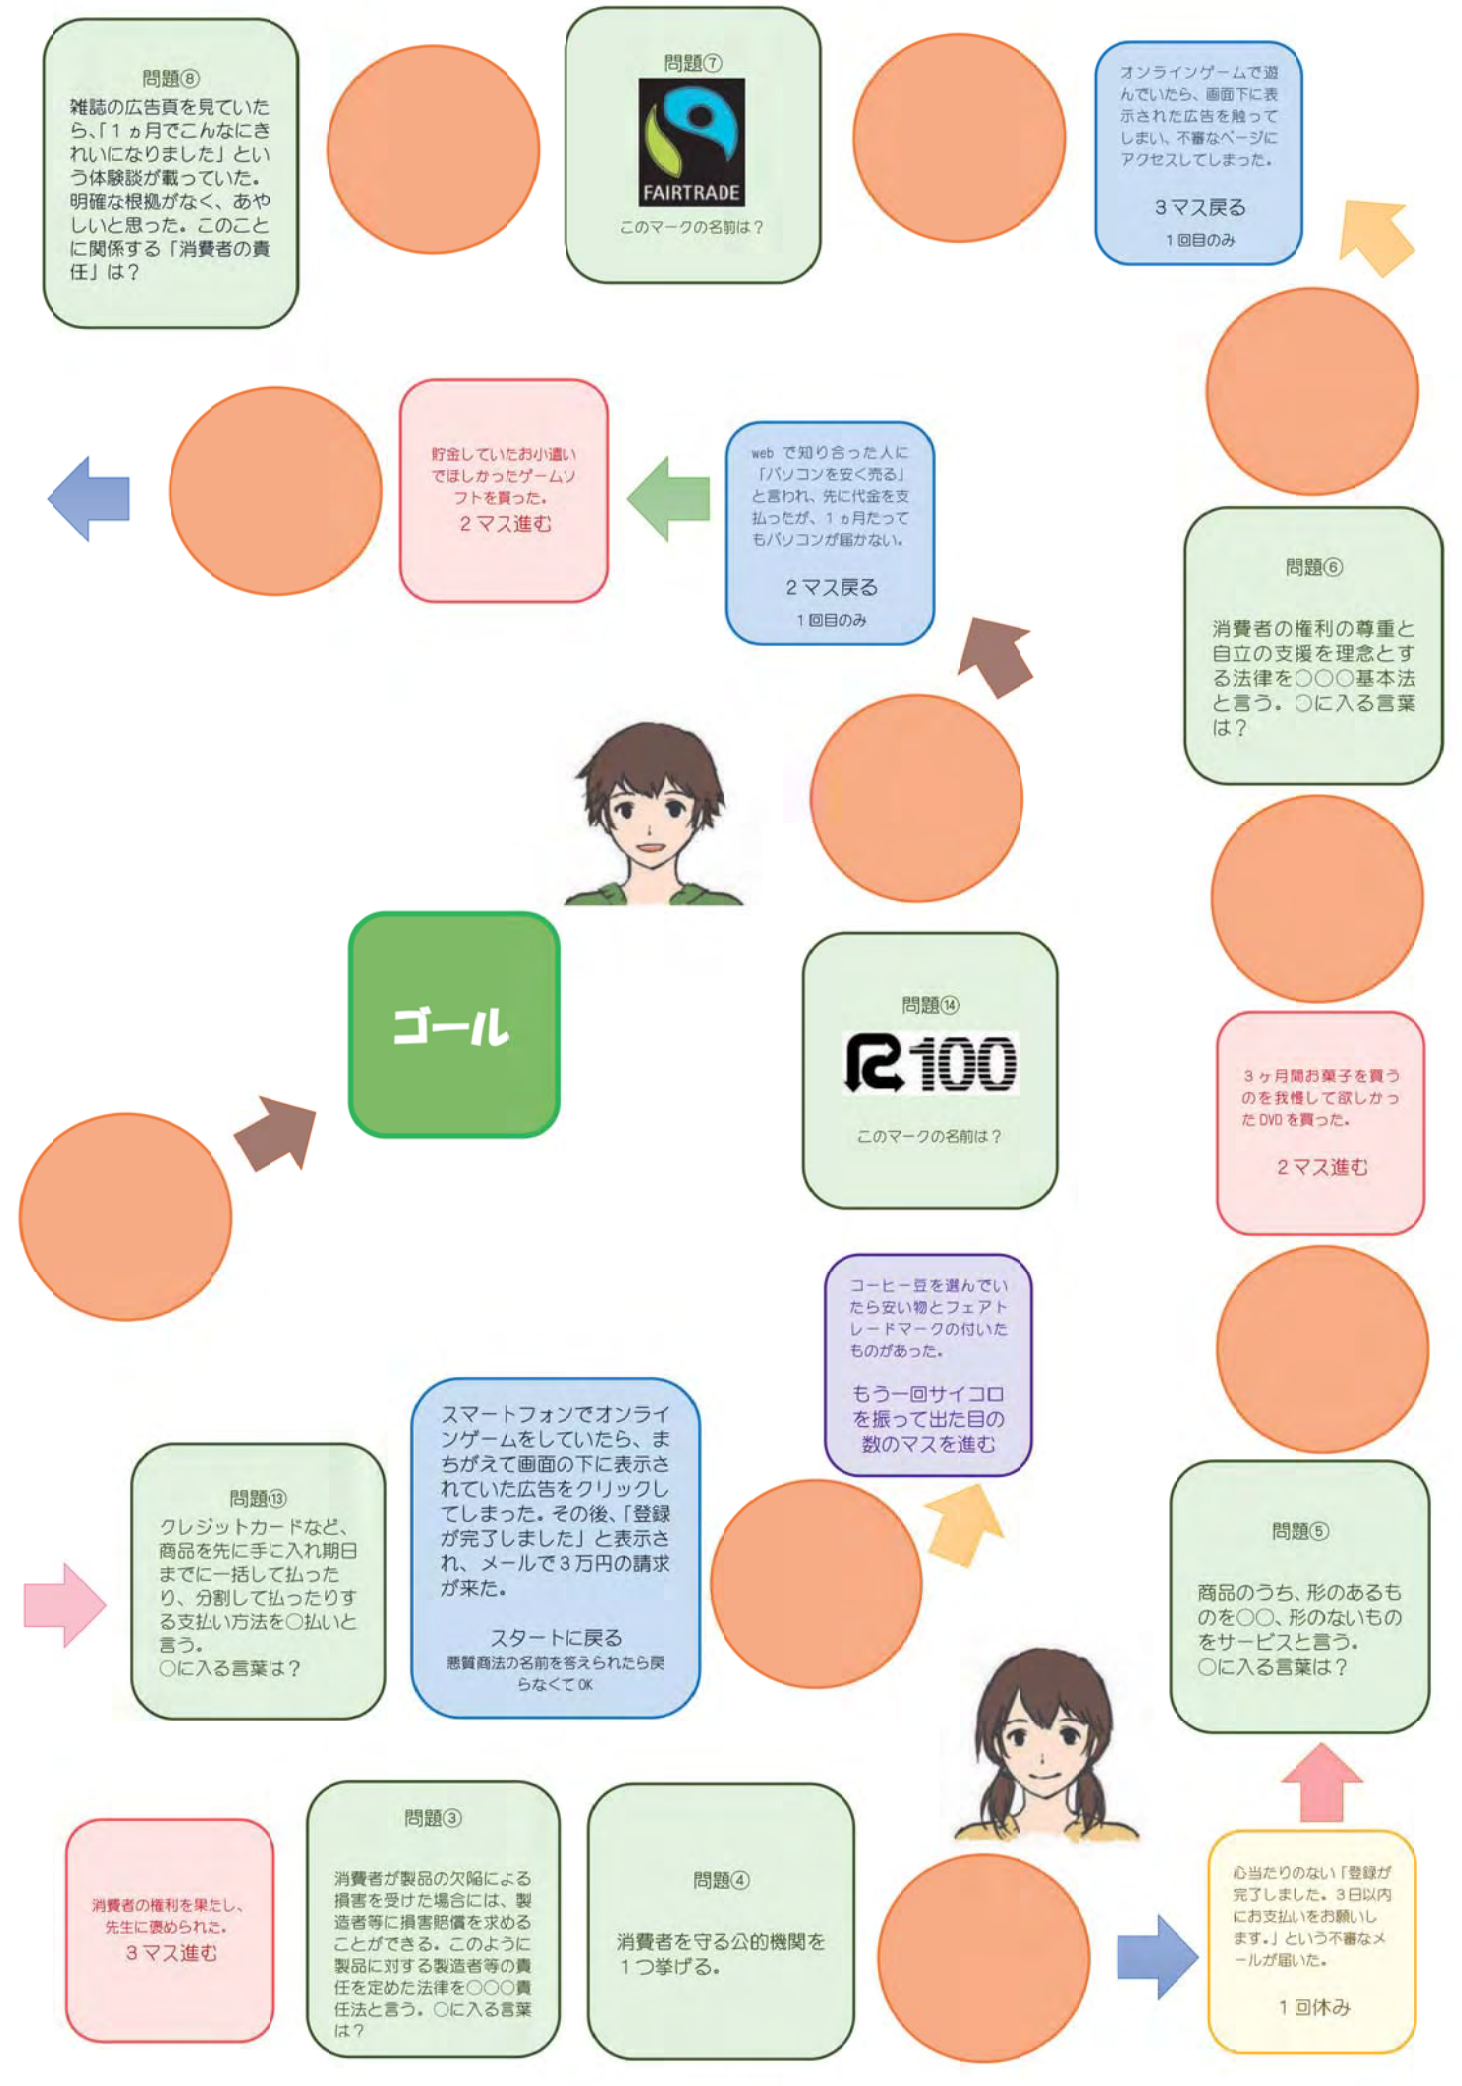 問題⑧
雑誌の広告頁を見ていた
ら、「1ヵ月でこんなにき
れいになりました」とい
う体験談が載っていた。
明確な根拠がなく、あや
しいと思った。このこと
に関係する「消費者の責
任」は？
問題⑦
FAIRTRADE
このマークの名前は？
オンラインゲームで遊
んでいたら、画面下に表
示された広告を触って
しまい、不審なページに
アクセスしてしまった。
3マス戻る
1回目のみ
貯金していたお小遣い
でほしかったゲームソ
フトを買った。
2マス進む
web で知り合った人に
「パソコンを安く売る」
と言われ、先に代金を支
払ったが、1ヵ月たって
もパソコンが届かない。
2マス戻る
1回目のみ
問題⑥
消費者の権利の尊重と
自立の支援を理念とす
る法律を○○○基本法
と言う。○に入る言葉
は？
ゴール
問題⑭
R100
このマークの名前は？
3ヶ月間お菓子を買う
のを我慢して欲しかっ
た DVD を買った。
2マス進む
コーヒー豆を選んでい
たら安い物とフェアト
レードマークの付いた
ものがあった。
もう一回サイコロ
を振って出た目の
数のマスを進む
スマートフォンでオンライ
ンゲームをしていたら、ま
ちがえて画面の下に表示さ
れていた広告をクリックし
てしまった。その後、「登録
が完了しました」と表示さ
れ、メールで3万円の請求
が来た。
スタートに戻る
悪質商法の名前を答えられたら戻
らなくて OK
問題⑬
クレジットカードなど、
商品を先に手に入れ期日
までに一括して払った
り、分割して払ったりす
る支払い方法を○払いと
言う。
○に入る言葉は？
問題⑤
商品のうち、形のあるも
のを○○、形のないもの
をサービスと言う。
○に入る言葉は？
消費者の権利を果たし、
先生に褒められた。
3マス進む
問題③
消費者が製品の欠陥による
損害を受けた場合には、製
造者等に損害賠償を求める
ことができる。このように
製品に対する製造者等の責
任を定めた法律を○○○責
任法と言う。○に入る言葉
は？
問題④
消費者を守る公的機関を
1つ挙げる。
心当たりのない「登録が
完了しました。3日以内
にお支払いをお願いし
ます。」という不審なメ
ールが届いた。
1回休み